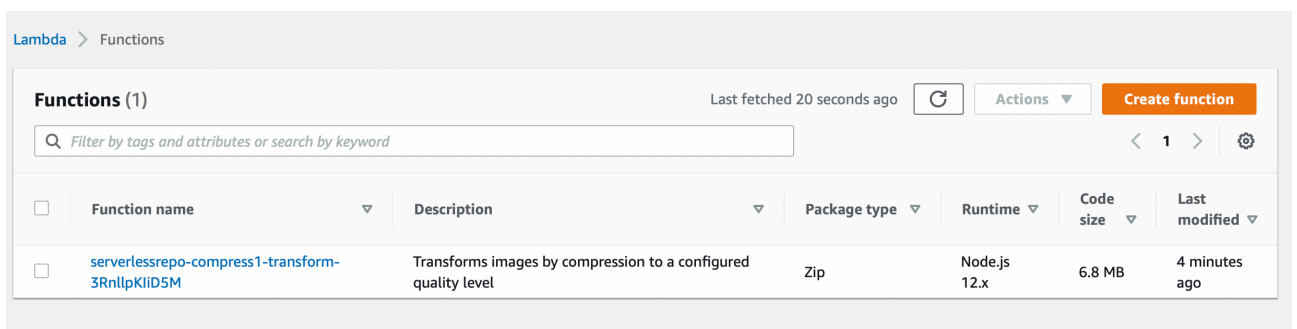 Lambda > Functions
Functions (1)
Last fetched 20 seconds ago
Actions
Create function
Filter by tags and attributes or search by keyword
1
Function name
Description
Package type
Runtime
Code
size
Last
modified
serverlessrepo-compress1-transform-
3RnllpKIiD5M
Transforms images by compression to a configured
quality level
Zip
Node.js
12.x
6.8 MB
4 minutes
ago